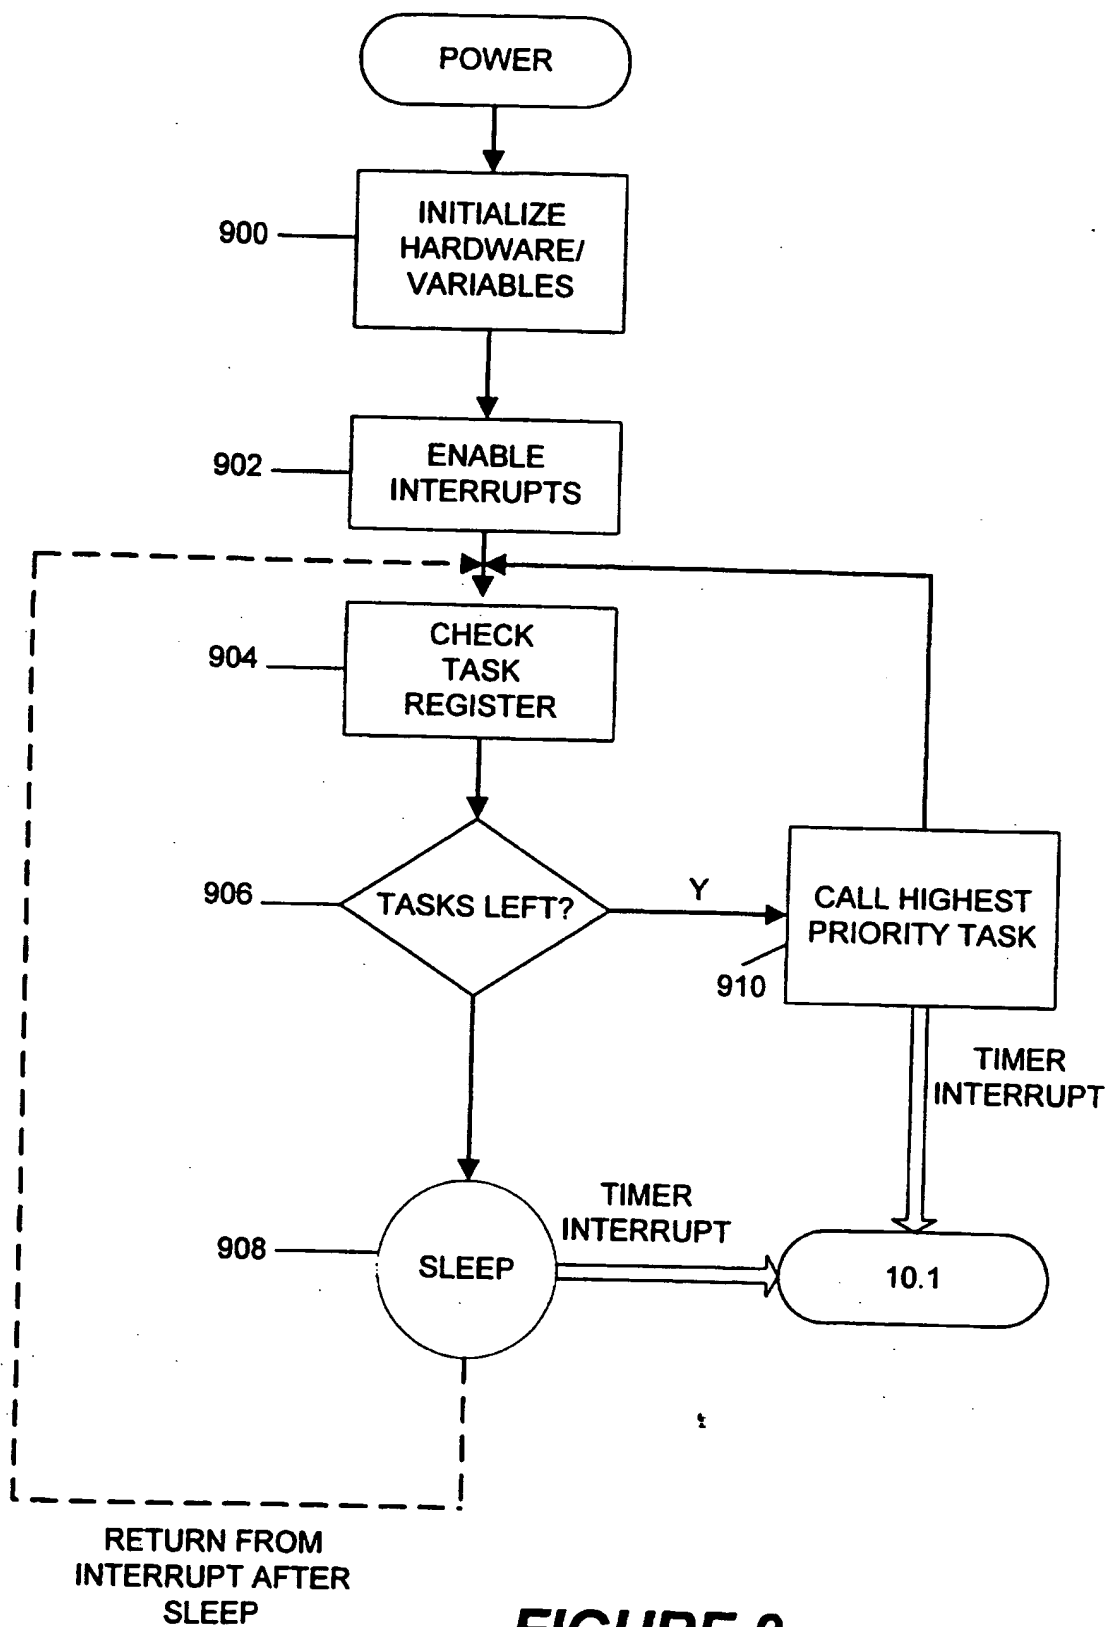 POWER
INITIALIZE
HARDWARE/
VARIABLES
900
ENABLE
INTERRUPTS
902
CHECK
TASK
REGISTER
904
TASKS LEFT?
906
Y
CALL HIGHEST
PRIORITY TASK
910
TIMER
INTERRUPT
TIMER
INTERRUPT
SLEEP
908
10.1
RETURN FROM
INTERRUPT AFTER
SLEEP
FIGURE